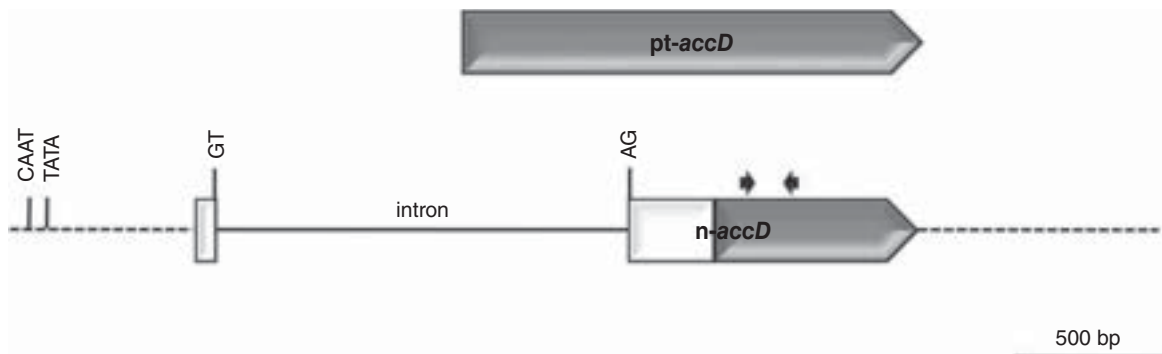 pt-accD
CAAT
TATA
GT
AG
intron
n-accD
500 bp